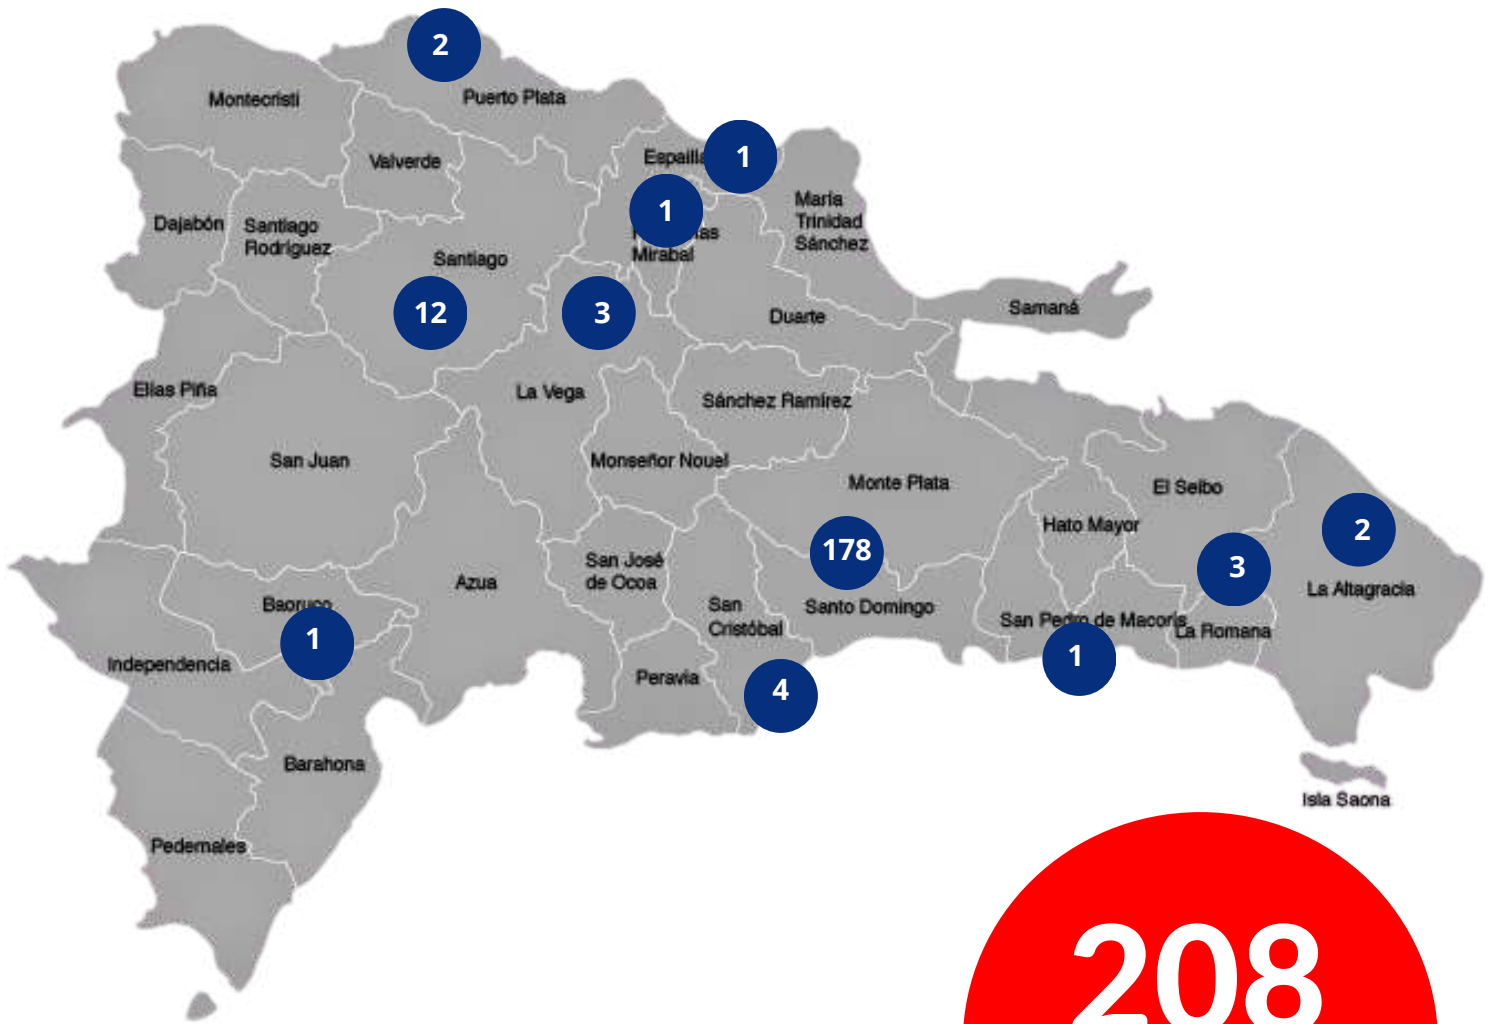 2
Montecristi
Puerto Plata
Valverde
1
1
Mirabal
María
Trinidad
Sánchez
Dajabón
Santiago
Rodríguez
Santiago
12
3
Duarte
Samaná
Elías Piña
La Vega
Sánchez Ramírez
San Juan
Monseñor Nouel
Monte Plata
El Seibo
Hato Mayor
2
178
3
San José
de Ocoa
Azua
La Altagracia
Baoruco
San
Cristóbal
Santo Domingo
San Pedro de Macorís
La Romana
1
1
Independencia
Peravia
4
Barahona
Isla Saona
Pedernales
208